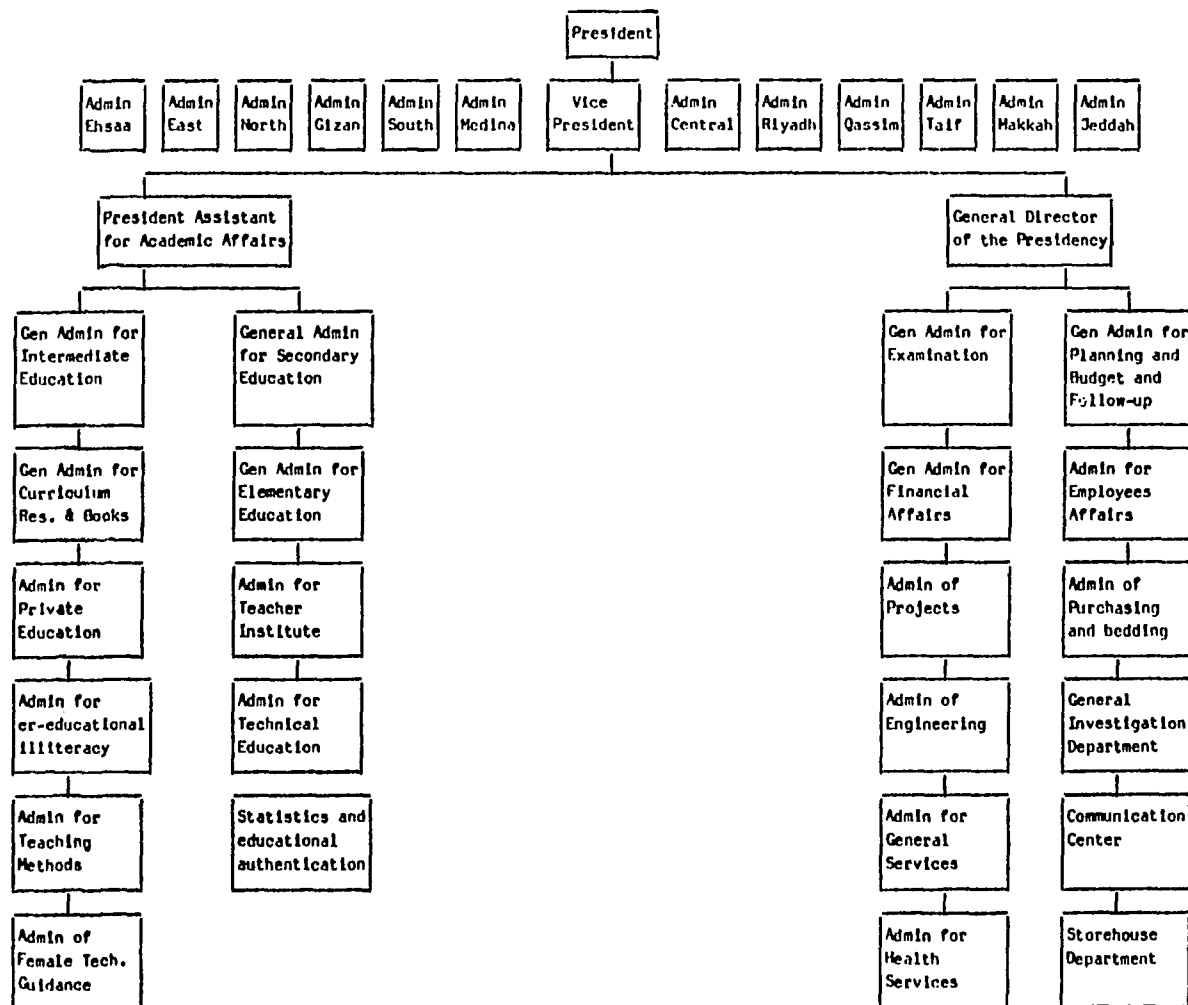 President
Admin
Ehsaa
Admin
East
Admin
North
Admin
Gizan
Admin
South
Admin
Medina
Vice
President
Admin
Central
Admin
Riyadh
Admin
Qassim
Admin
Taif
Admin
Makkah
Admin
Jeddah
President Assistant
for Academic Affairs
General Director
of the Presidency
Gen Admin for
Intermediate
Education
General Admin
for Secondary
Education
Gen Admin for
Examination
Gen Admin for
Planning and
Budget and
Follow-up
Gen Admin for
Curriculum
Res. & Books
Gen Admin for
Elementary
Education
Gen Admin for
Financial
Affairs
Admin for
Employees
Affairs
Admin for
Private
Education
Admin for
Teacher
Institute
Admin of
Projects
Admin of
Purchasing
and bedding
Admin for
er-educational
illiteracy
Admin for
Technical
Education
Admin of
Engineering
General
Investigation
Department
Admin for
Teaching
Methods
Statistics and
educational
authentication
Admin for
General
Services
Communication
Center
Admin of
Female Tech.
Guidance
Admin for
Health
Services
Storehouse
Department